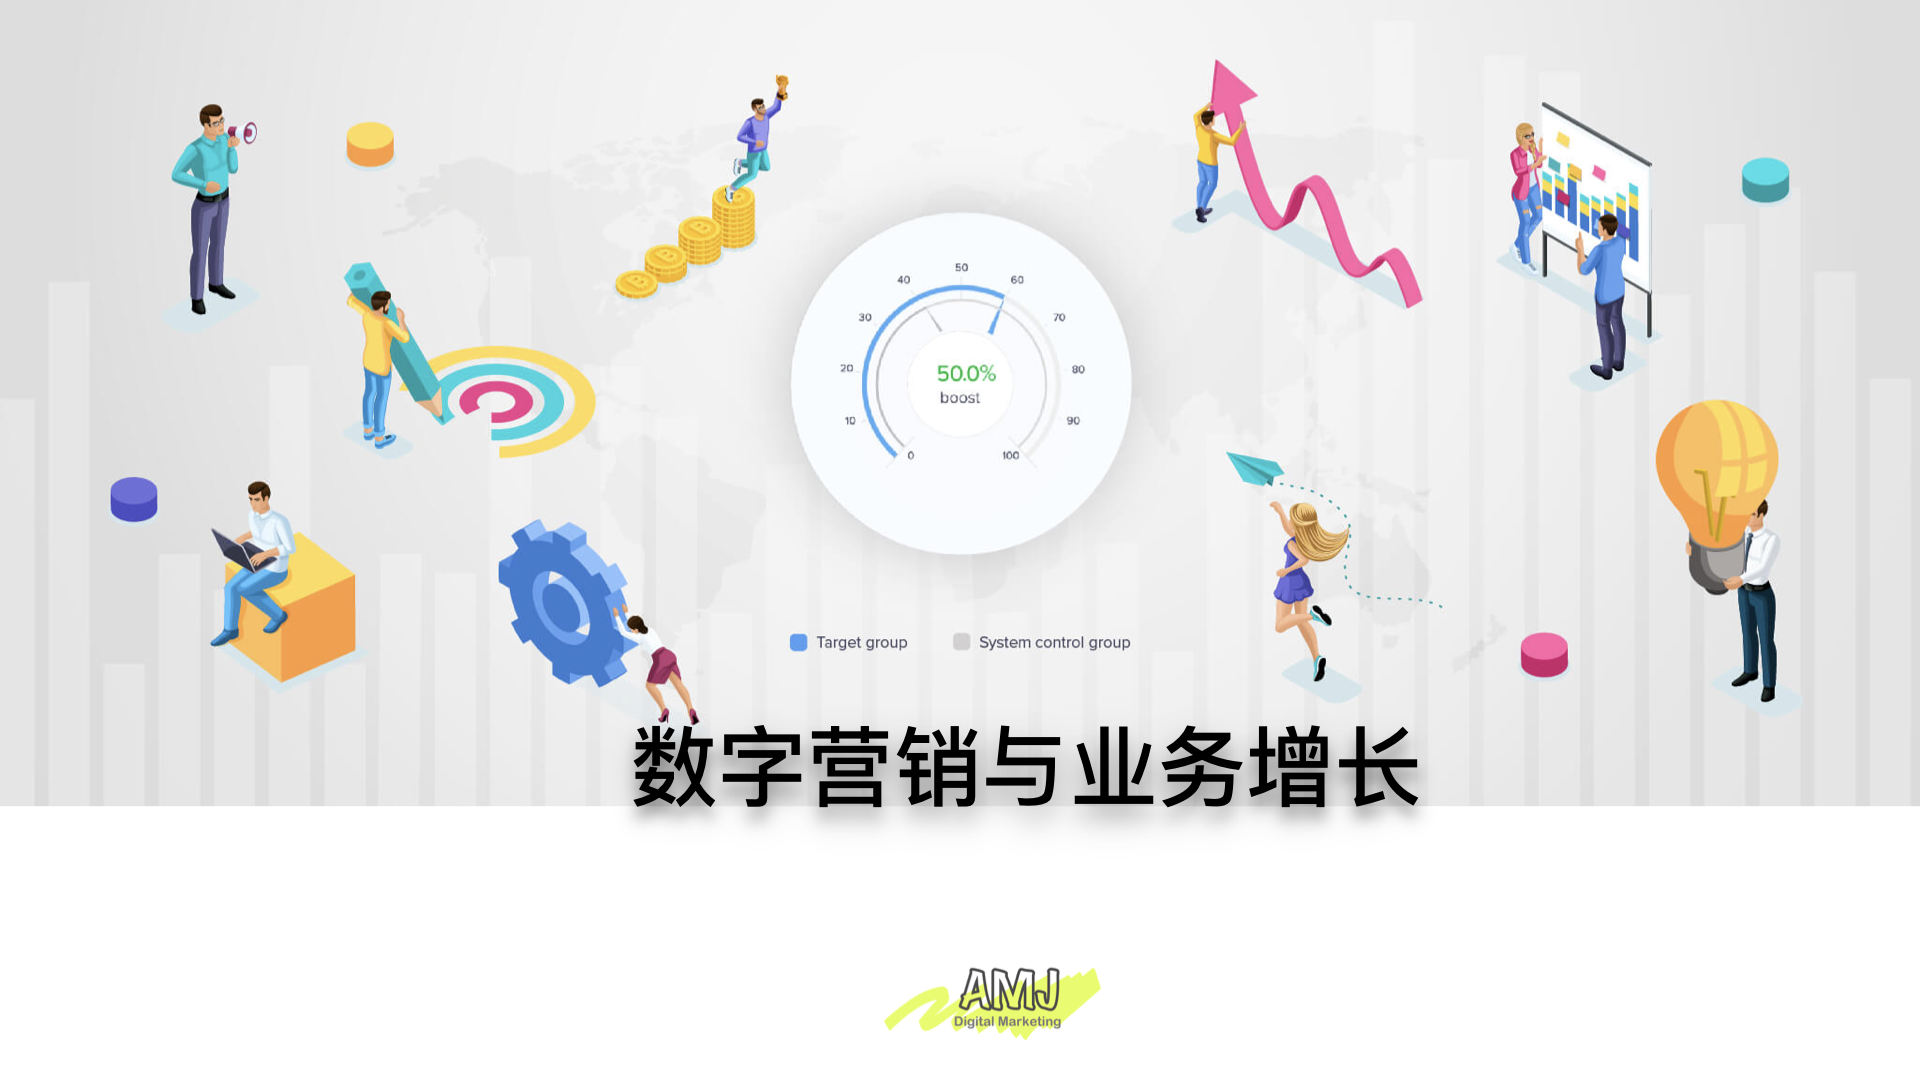 50
40
60
30
70
50.0%
20
80
boost
10
90
0
100
Target group
System control group
数字营销与业务增长
AMJ
Digital Marketing